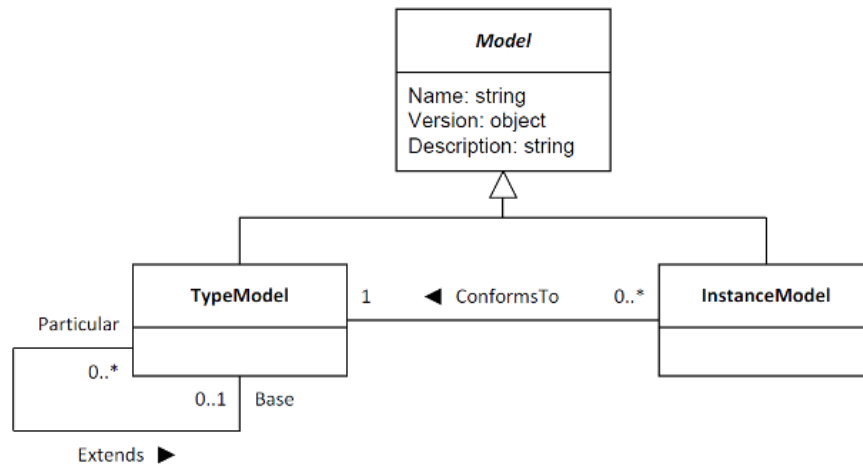 Model
Name: string
Version: object
Description: string
TypeModel
1
◄ ConformsTo
0..*
InstanceModel
Particular
0..*
0..1
Base
Extends ►